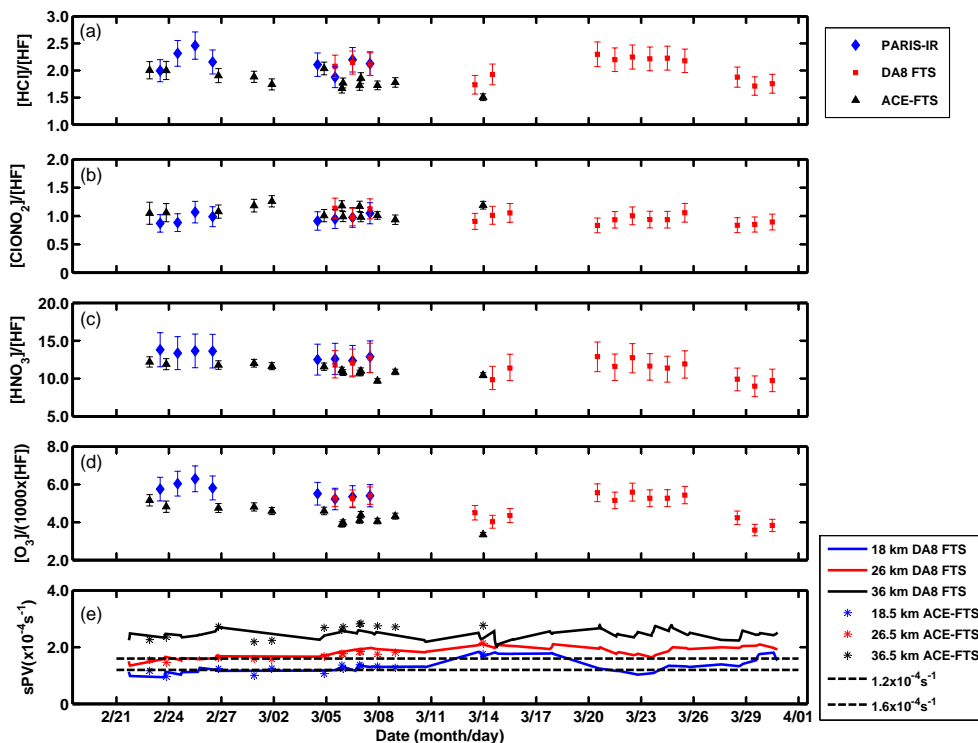 (a)
3.0
2.5
2.0
1.5
1.0
[HCl]/[HF]
PARIS-IR
DA8 FTS
ACE-FTS
(b)
2.0
1.5
1.0
0.5
0
[ClONO2]/[HF]
(c)
20.0
15.0
10.0
5.0
[HNO3]/[HF]
(d)
8.0
6.0
4.0
2.0
[O3]/(1000x[HF])
(e)
4.0
2.0
0
sPV(x10^-4s^-1)
18 km DA8 FTS
26 km DA8 FTS
36 km DA8 FTS
18.5 km ACE-FTS
26.5 km ACE-FTS
36.5 km ACE-FTS
1.2x10^-4s^-1
1.6x10^-4s^-1
2/21 2/24 2/27 3/02 3/05 3/08 3/11 3/14 3/17 3/20 3/23 3/26 3/29 4/01
Date (month/day)